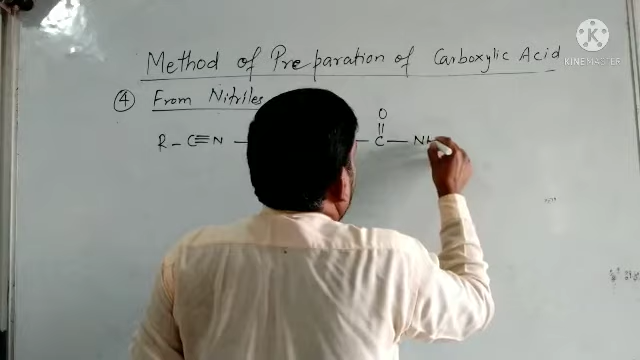 KINEMASTER
Method of Preparation of Carboxylic Acid
④ From Nitriles
O
R – C≡N — — C — NH